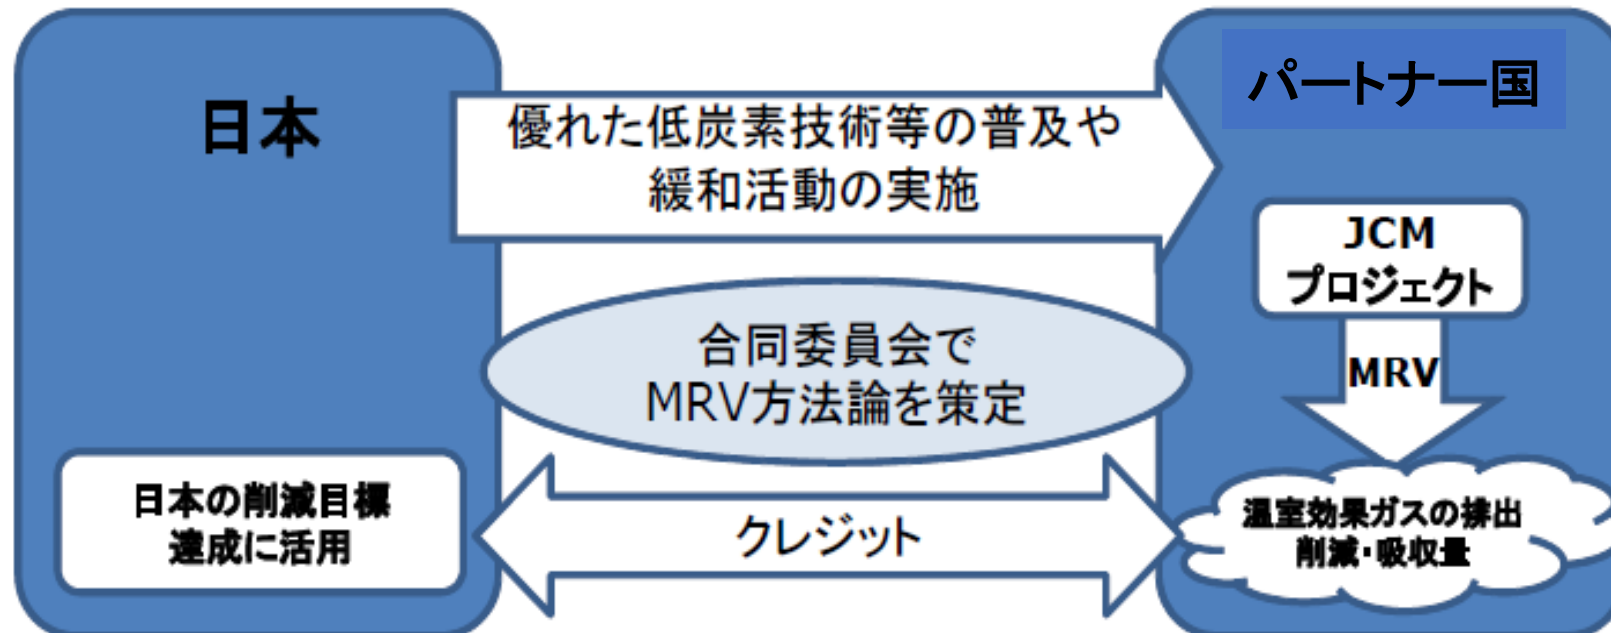 日本
優れた低炭素技術等の普及や
緩和活動の実施
パートナー国
JCM
プロジェクト
MRV
合同委員会で
MRV方法論を策定
日本の削減目標
達成に活用
クレジット
温室効果ガスの排出
削減・吸収量